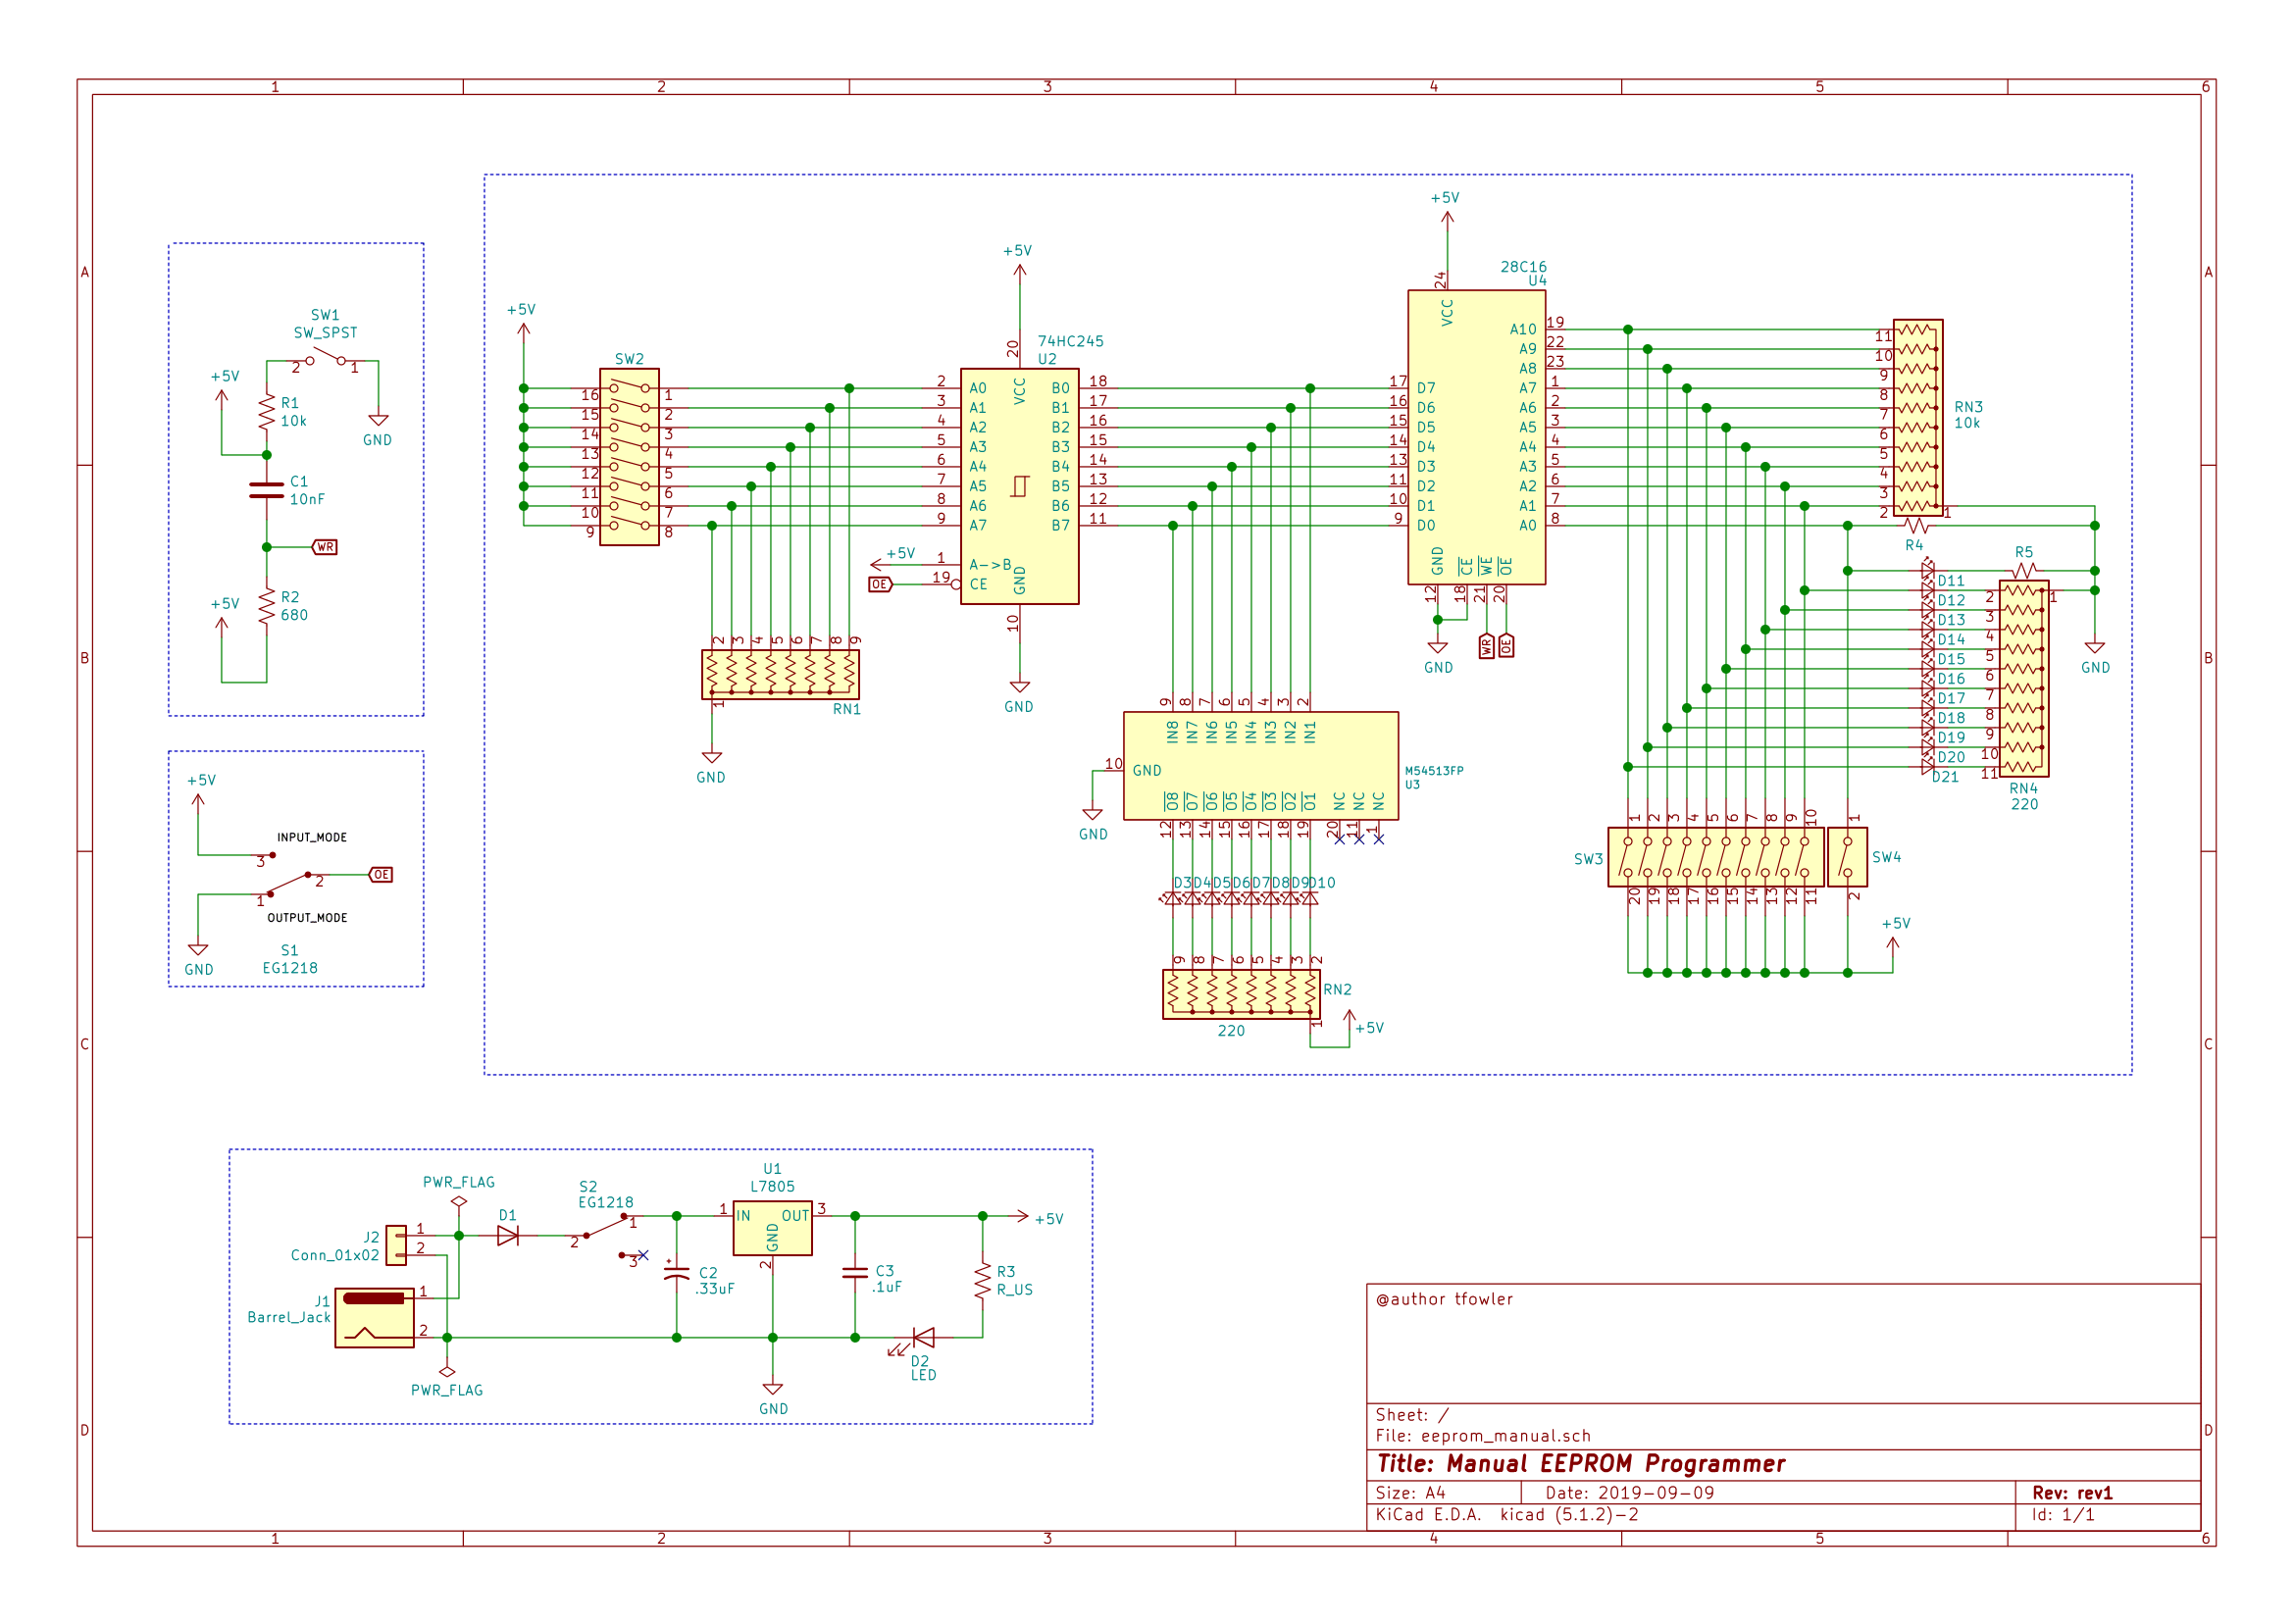 1 2 3 4 5 6
A A
B B
C C
D D
1 2 3 4 5 6
SW1
SW_SPST
2 1
+5V
R1
10k
GND
C1
10nF
WR
R2
680
+5V
+5V
INPUT_MODE
3
2
OE
1
OUTPUT_MODE
GND
S1
EG1218
+5V
SW2
16 1
15 2
14 3
13 4
12 5
11 6
10 7
9 8
2 3 4 5 6 7 8 9
1
RN1
GND
+5V
74HC245
U2
20
VCC
2 A0 B0 18
3 A1 B1 17
4 A2 B2 16
5 A3 B3 15
6 A4 B4 14
7 A5 B5 13
8 A6 B6 12
9 A7 B7 11
+5V 1 A->B
OE 19 CE
GND
10
GND
+5V
28C16
U4
24
VCC
17 D7 A10 19
16 D6 A9 22
15 D5 A8 23
14 D4 A7 1
13 D3 A6 2
11 D2 A5 3
10 D1 A4 4
9 D0 A3 5
A2 6
A1 7
A0 8
GND CE WE OE
12 18 21 20
WR OE
GND
9 8 7 6 5 4 3 2
IN8 IN7 IN6 IN5 IN4 IN3 IN2 IN1
10 GND
M54513FP
U3
O8 O7 O6 O5 O4 O3 O2 O1 NC NC NC
12 13 14 15 16 17 18 19 20 11 1
GND
D3 D4 D5 D6 D7 D8 D9 D10
9 8 7 6 5 4 3 2
RN2
1
220
+5V
11
10
9
8
7
6
5
4
3
2 1
RN3
10k
R4
R5
D11
D12
D13
D14
D15
D16
D17
D18
D19
D20
D21
2 1
3
4
5
6
7
8
9
10
11
RN4
220
GND
1 2 3 4 5 6 7 8 9 10 1
SW3 SW4
20 19 18 17 16 15 14 13 12 11 2
+5V
PWR_FLAG
J2
Conn_01x02
1
2
D1
S2
EG1218
2 1
3
J1
Barrel_Jack
1
2
PWR_FLAG
C2
.33uF
U1
L7805
1 IN OUT 3
GND
2
GND
C3
.1uF
+5V
R3
R_US
D2
LED
@author tfowler
Sheet: /
File: eeprom_manual.sch
Title: Manual EEPROM Programmer
Size: A4 Date: 2019-09-09 Rev: rev1
KiCad E.D.A. kicad (5.1.2)-2 Id: 1/1